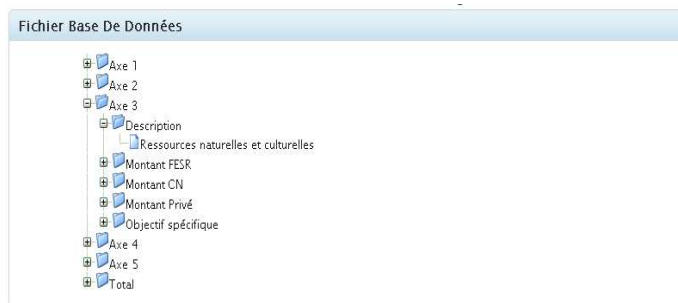 Fichier Base De Données
Axe 1
Axe 2
Axe 3
Description
Ressources naturelles et culturelles
Montant FESR
Montant CN
Montant Privé
Objectif spécifique
Axe 4
Axe 5
Total